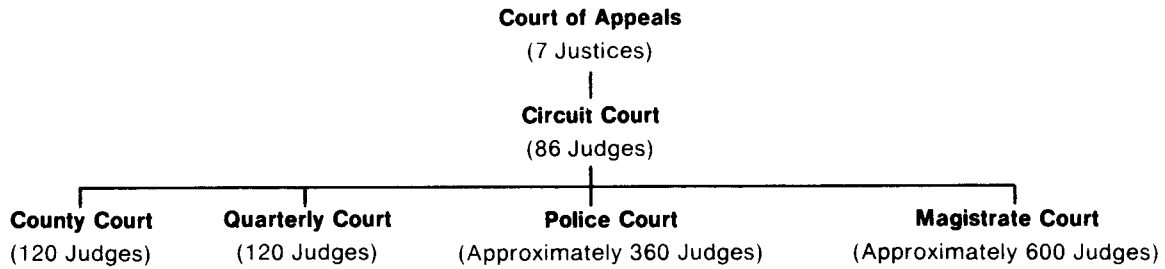 Court of Appeals
(7 Justices)
Circuit Court
(86 Judges)
County Court Quarterly Court Police Court Magistrate Court
(120 Judges) (120 Judges) (Approximately 360 Judges) (Approximately 600 Judges)